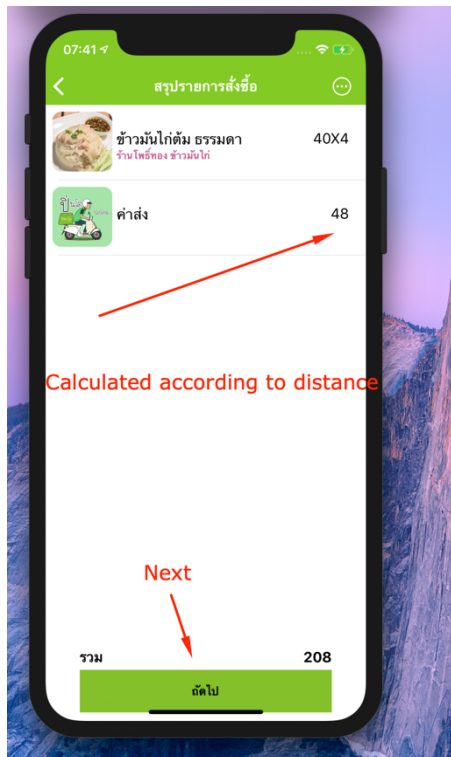 07:41
สรุปรายการสั่งซื้อ
ข้าวมันไก่ต้ม ธรรมดา 40X4
ร้านโพธิ์ทอง ข้าวมันไก่
ค่าส่ง 48
Calculated according to distance
Next
รวม 208
ถัดไป